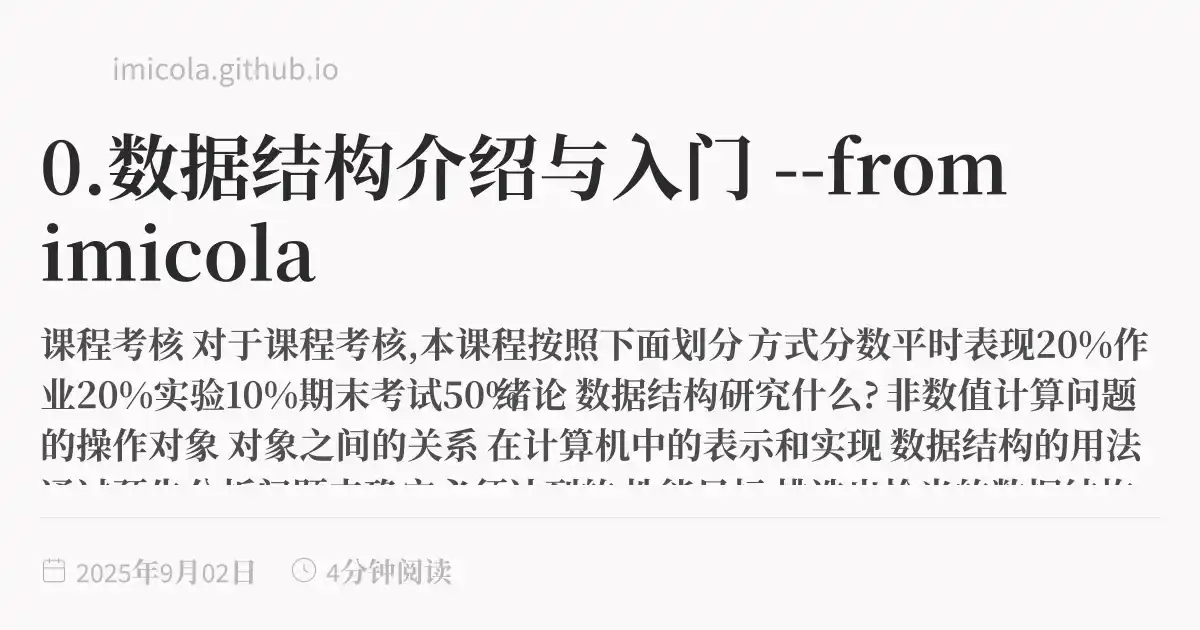 imicola.github.io
0.数据结构介绍与入门 --from
imicola
课程考核 对于课程考核,本课程按照下面划分 方式分数平时表现20%作
业20%实验10%期末考试50%绪论 数据结构研究什么? 非数值计算问题
的操作对象 对象之间的关系 在计算机中的表示和实现 数据结构的用法
2025年9月02日 4分钟阅读